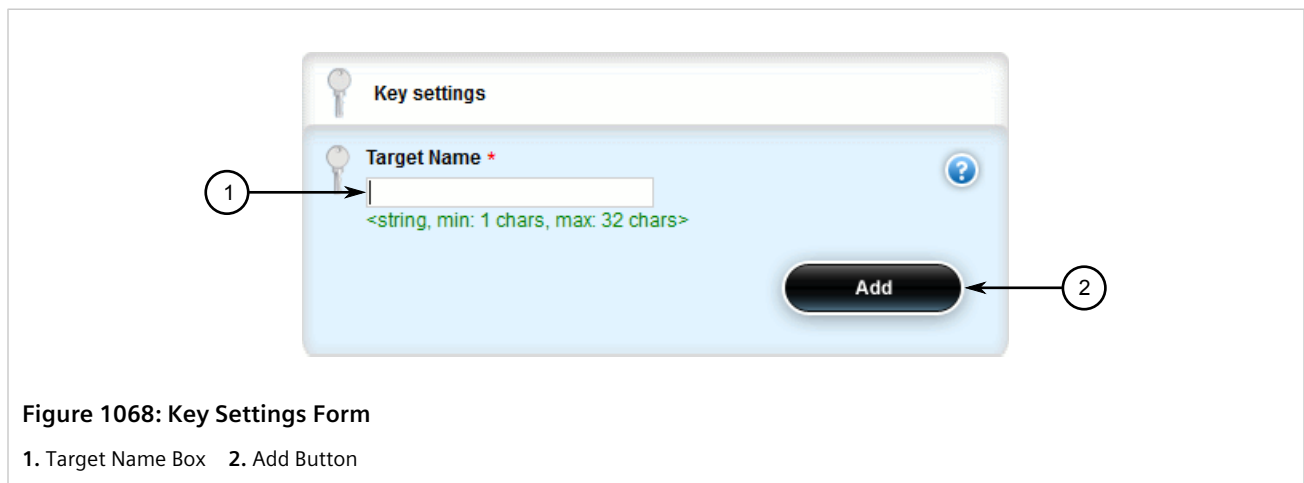 Key settings
Target Name *
1
<string, min: 1 chars, max: 32 chars>
Add
2
Figure 1068: Key Settings Form
1. Target Name Box 2. Add Button